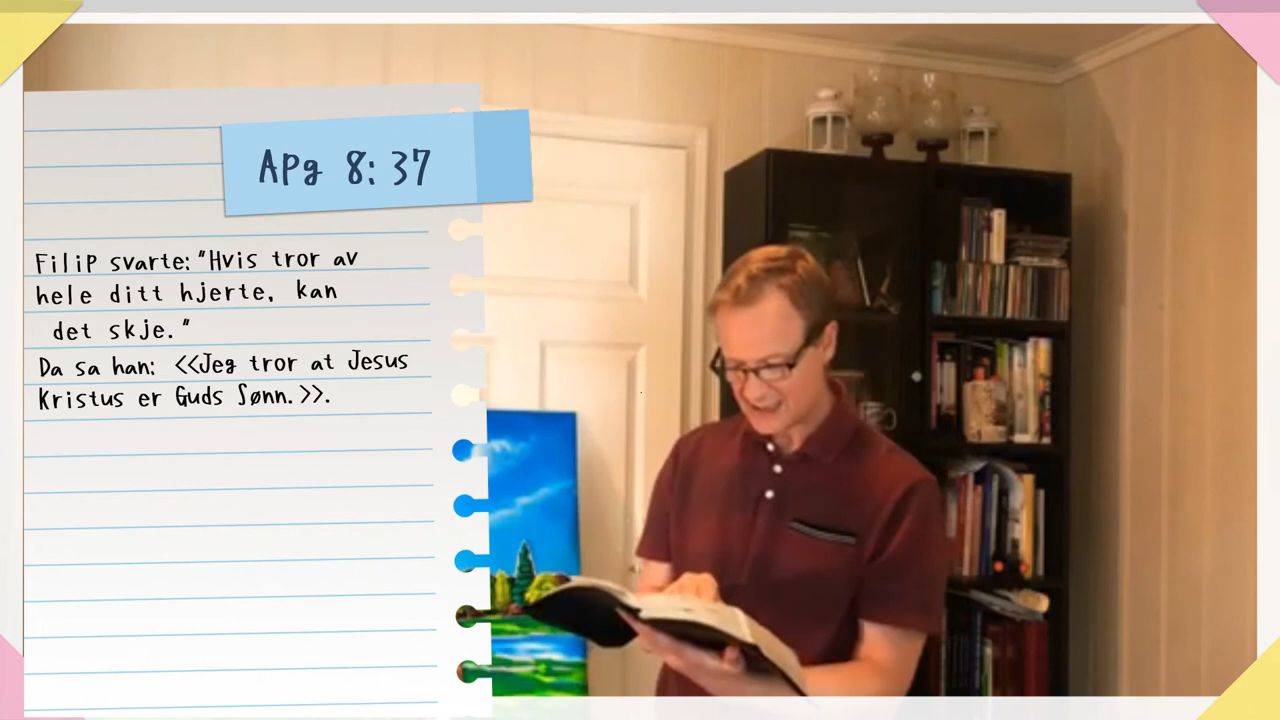 APg 8:37
Filip svarte: "Hvis tror av
hele ditt hjerte, kan
det skje."
Da sa han: <<Jeg tror at Jesus
Kristus er Guds Sønn.>>.